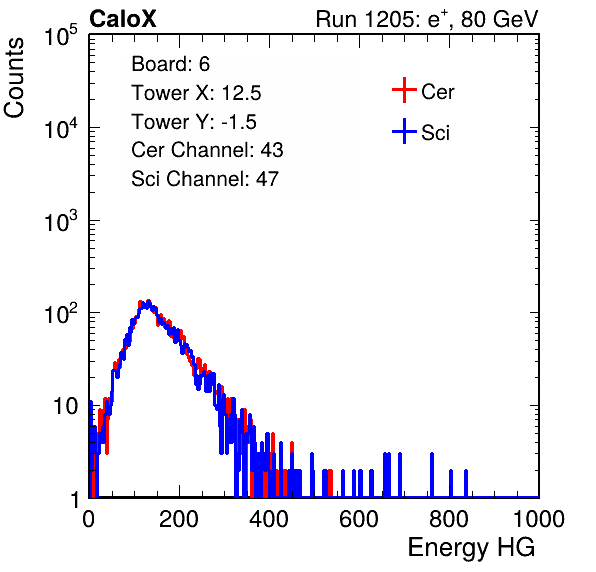 CaloX Run 1205: e⁺, 80 GeV
Board: 6
Tower X: 12.5
Tower Y: -1.5
Cer Channel: 43
Sci Channel: 47
Cer
Sci
Counts
10⁵
10⁴
10³
10²
10
1
0 200 400 600 800 1000
Energy HG